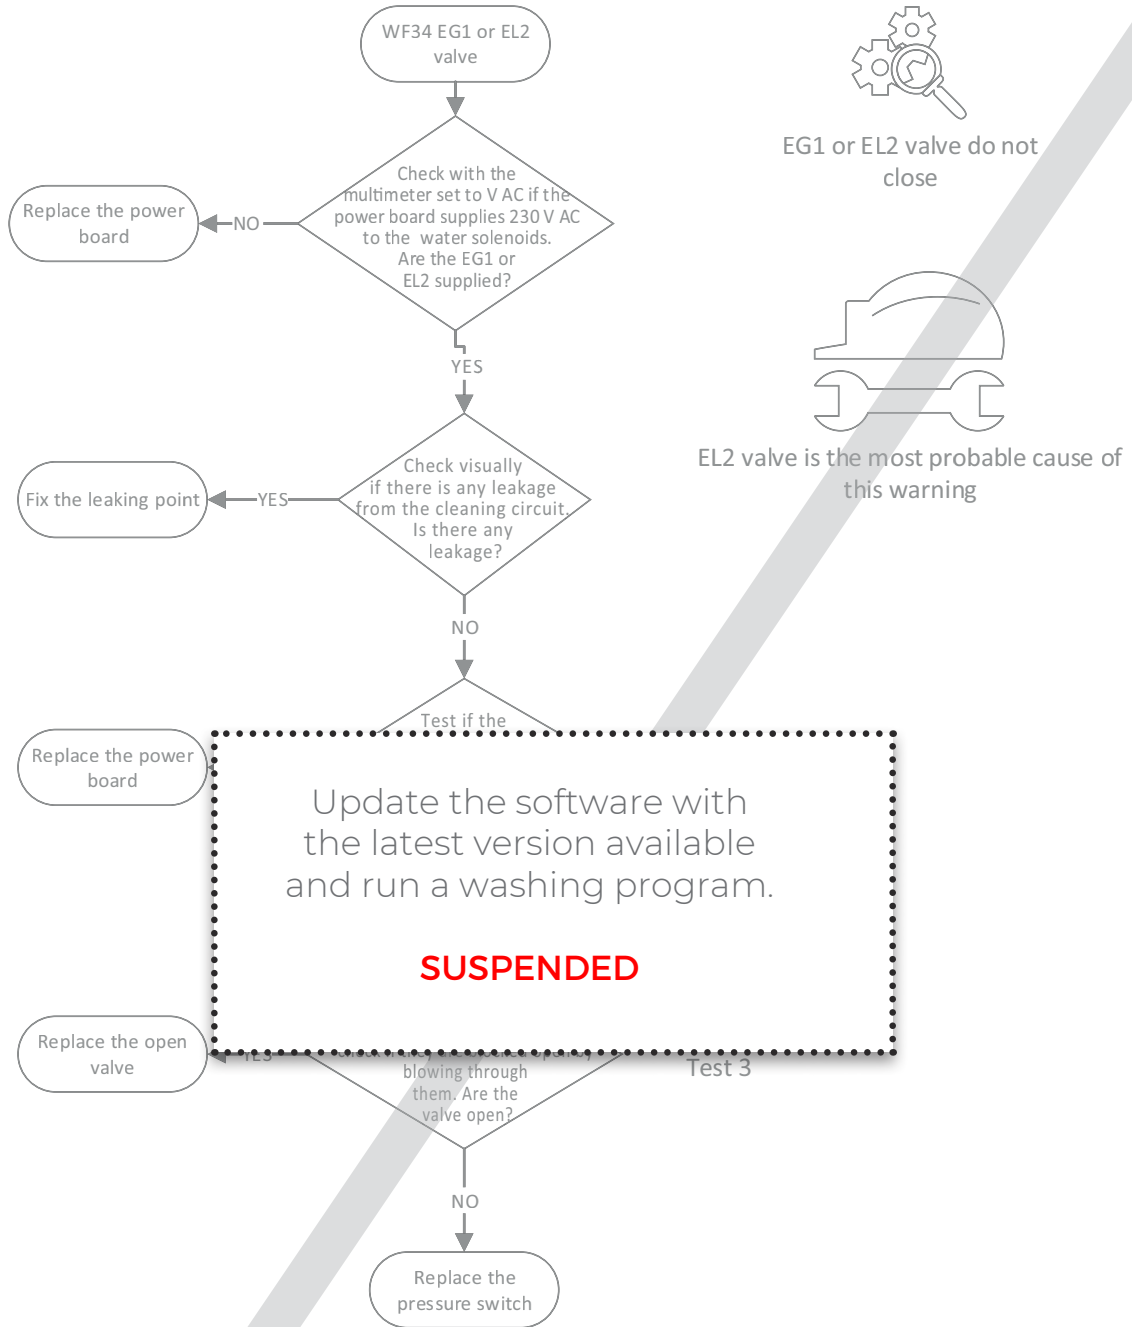 WF34 EG1 or EL2
valve
EG1 or EL2 valve do not
close
Check with the
multimeter set to V AC if the
power board supplies 230 V AC
to the water solenoids.
Are the EG1 or
EL2 supplied?
NO
Replace the power
board
YES
EL2 valve is the most probable cause of
this warning
Check visually
if there is any leakage
from the cleaning circuit.
Is there any
leakage?
YES
Fix the leaking point
NO
Test if the
Replace the power
board
Update the software with
the latest version available
and run a washing program.
SUSPENDED
Replace the open
valve
YES
blowing through
them. Are the
valve open?
Test 3
NO
Replace the
pressure switch